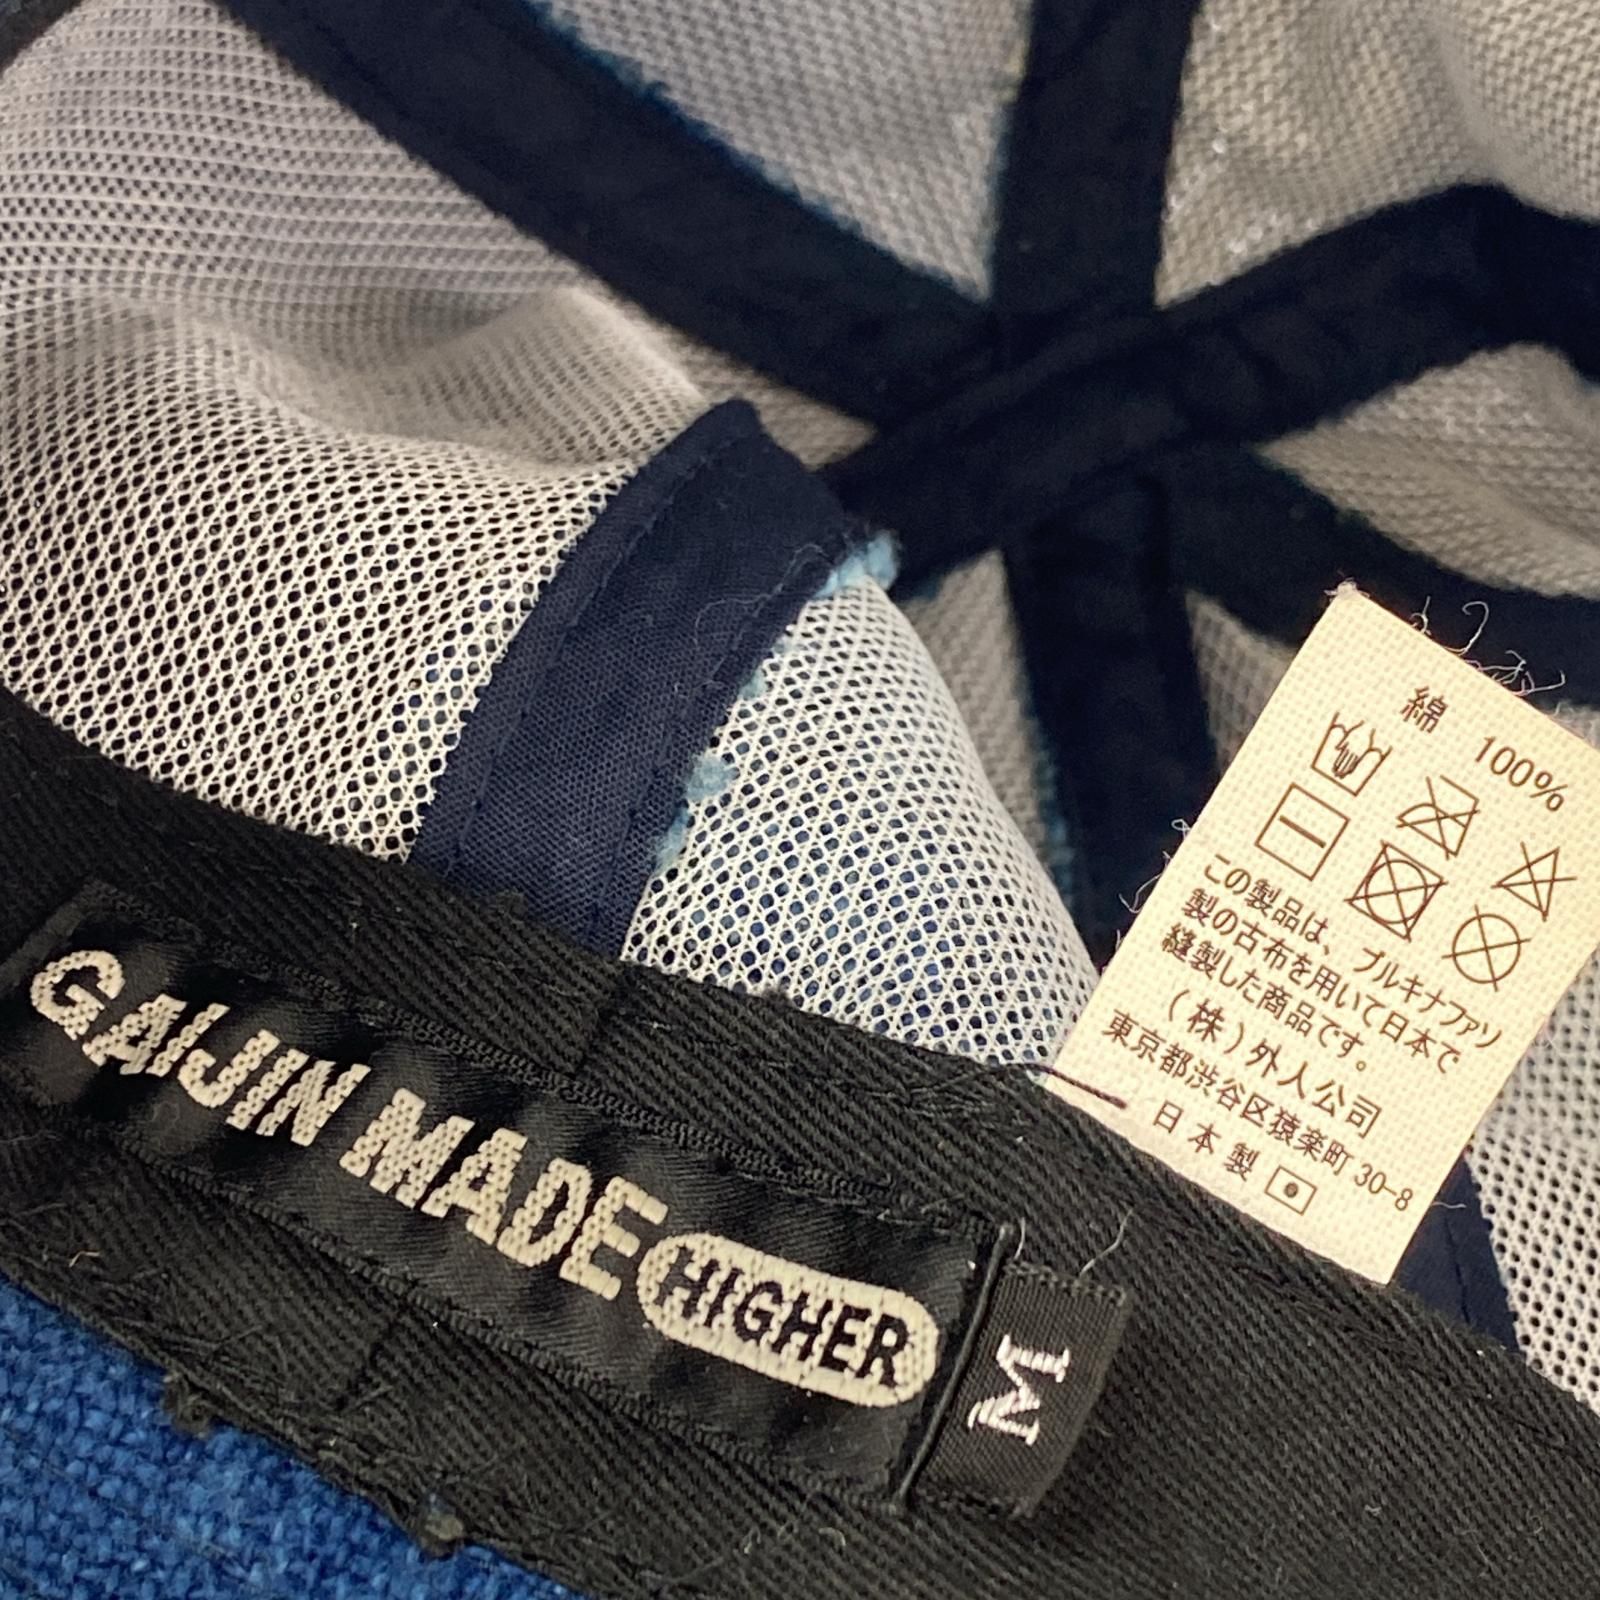 綿 100%
この製品は、ブルキナファソ
製の古布を用いて日本で
縫製した商品です。
(株)外人公司
東京都渋谷区猿楽町 30-8
日本製
GAIJIN MADE HIGHER
M